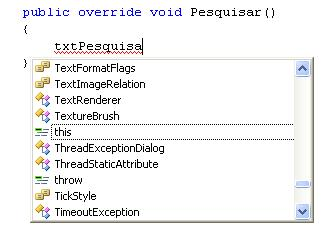 public override void Pesquisar()
{
txtPesquisa
}
TextFormatFlags
TextImageRelation
TextRenderer
TextureBrush
this
ThreadExceptionDialog
ThreadStaticAttribute
throw
TickStyle
TimeoutException